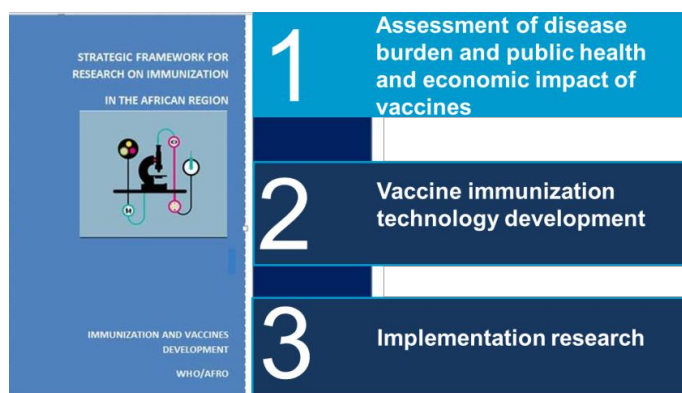 STRATEGIC FRAMEWORK FOR
RESEARCH ON IMMUNIZATION
IN THE AFRICAN REGION
IMMUNIZATION AND VACCINES
DEVELOPMENT
WHO/AFRO
1
Assessment of disease
burden and public health
and economic impact of
vaccines
2
Vaccine immunization
technology development
3
Implementation research